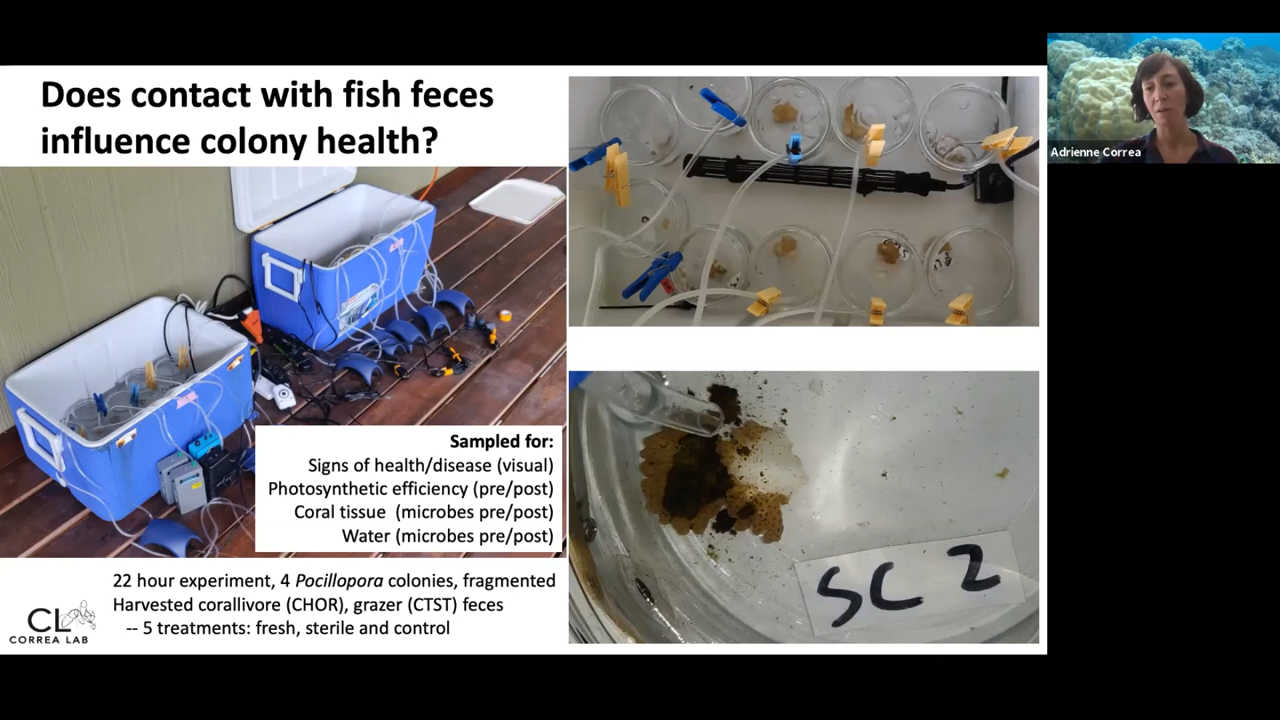 Does contact with fish feces
influence colony health?
Sampled for:
Signs of health/disease (visual)
Photosynthetic efficiency (pre/post)
Coral tissue (microbes pre/post)
Water (microbes pre/post)
22 hour experiment, 4 Pocillopora colonies, fragmented
Harvested corallivore (CHOR), grazer (CTST) feces
-- 5 treatments: fresh, sterile and control
CL
CORREA LAB
SC 2
Adrienne Correa